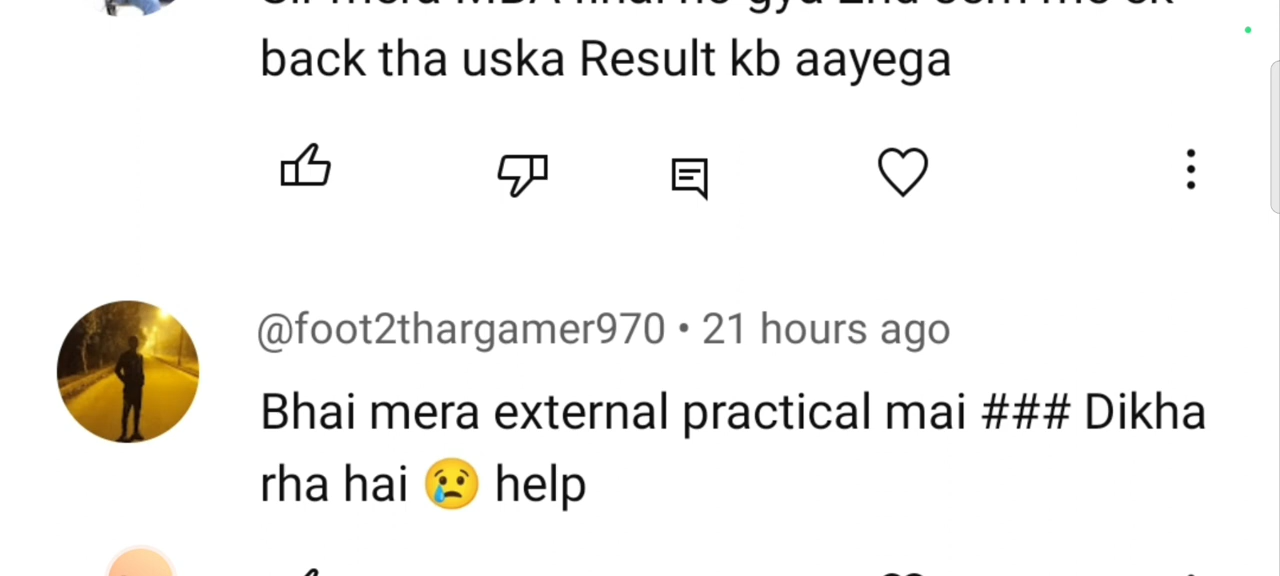 back tha uska Result kb aayega
@foot2thargamer970 • 21 hours ago
Bhai mera external practical mai ### Dikha
rha hai 😢 help